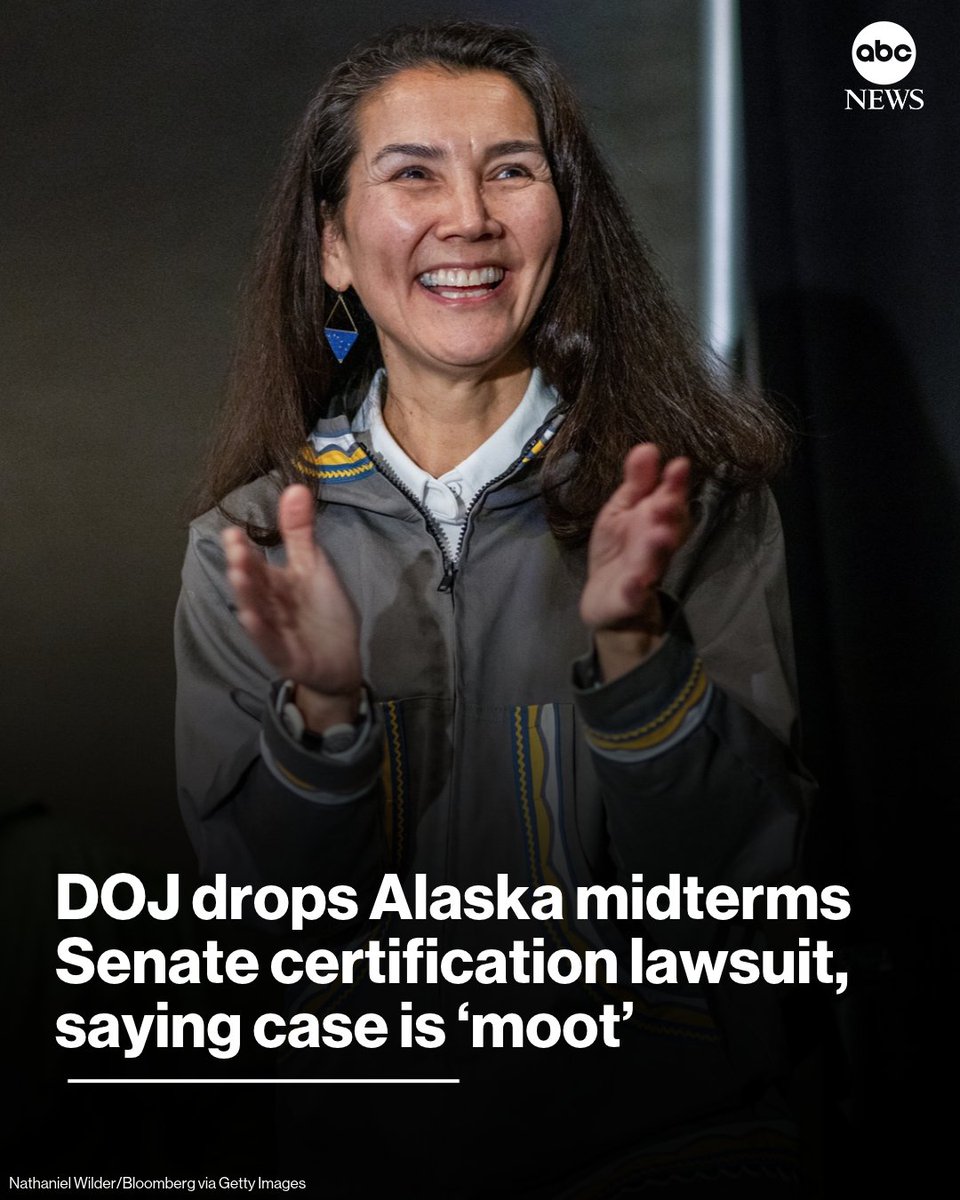 abc
NEWS
DOJ drops Alaska midterms
Senate certification lawsuit,
saying case is ‘moot’
Nathaniel Wilder/Bloomberg via Getty Images